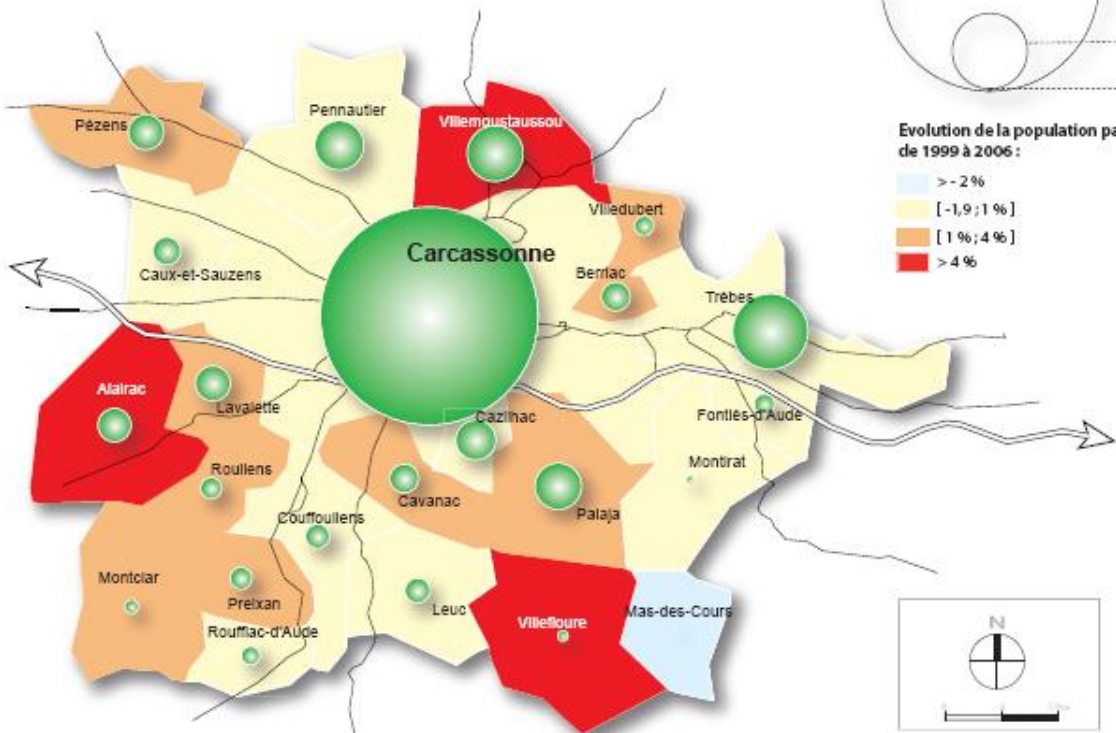 Pennautier
Villemoustaussou
Pézens
Villedubert
Carcassonne
Caux-et-Sauzens
Berriac
Trèbes
Alairac
Lavalette
Cazilhac
Fontiès-d'Aude
Roullens
Cavanac
Palaja
Montirat
Couffoulens
Montclar
Preixan
Leuc
Villefloure
Mas-des-Cours
Rouffiac-d'Aude
Evolution de la population pa
de 1999 à 2006 :
> - 2 %
[ -1,9 ; 1 % ]
[ 1 % ; 4 % ]
> 4 %
N